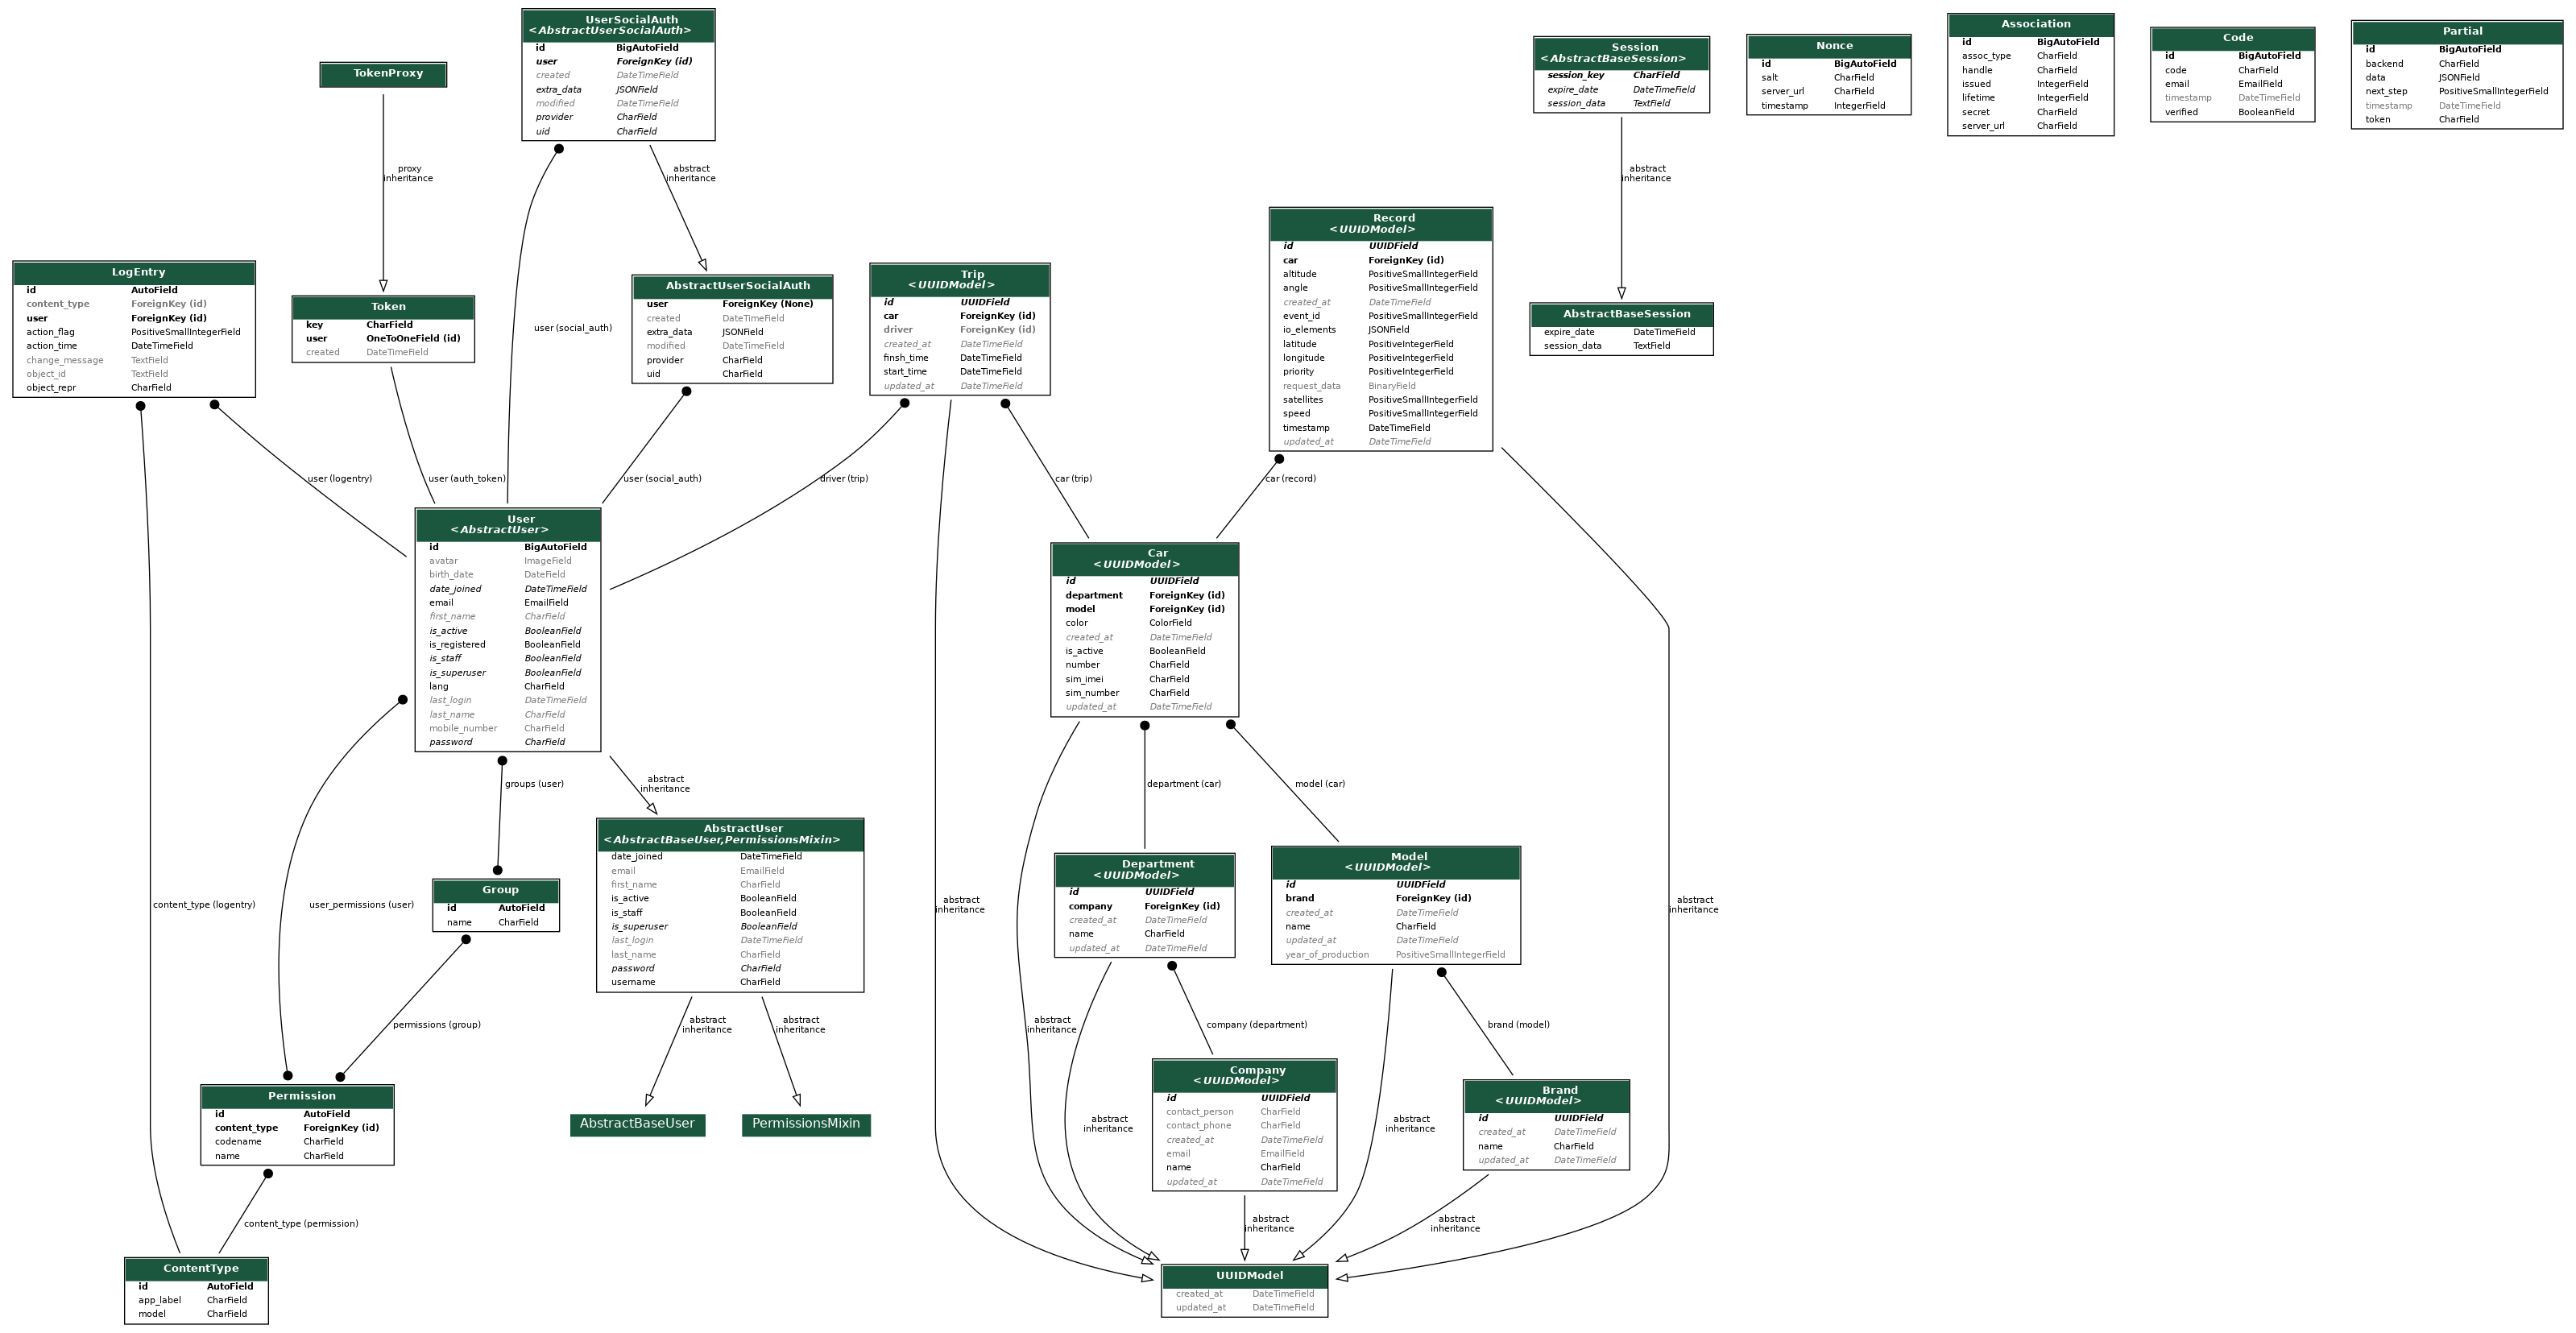 UserSocialAuth
<AbstractUserSocialAuth>
id BigAutoField
user ForeignKey (id)
created DateTimeField
extra_data JSONField
modified DateTimeField
provider CharField
uid CharField
TokenProxy
Session
<AbstractBaseSession>
session_key CharField
expire_date DateTimeField
session_data TextField
Nonce
id BigAutoField
salt CharField
server_url CharField
timestamp IntegerField
Association
id BigAutoField
assoc_type CharField
handle CharField
issued IntegerField
lifetime IntegerField
secret CharField
server_url CharField
Code
id BigAutoField
code CharField
email EmailField
timestamp DateTimeField
verified BooleanField
Partial
id BigAutoField
backend CharField
data JSONField
next_step PositiveSmallIntegerField
timestamp DateTimeField
token CharField
proxy
inheritance
abstract
inheritance
abstract
inheritance
LogEntry
id AutoField
content_type ForeignKey (id)
user ForeignKey (id)
action_flag PositiveSmallIntegerField
action_time DateTimeField
change_message TextField
object_id TextField
object_repr CharField
Token
key CharField
user OneToOneField (id)
created DateTimeField
user (social_auth)
AbstractUserSocialAuth
user ForeignKey (None)
created DateTimeField
extra_data JSONField
modified DateTimeField
provider CharField
uid CharField
Trip
<UUIDModel>
id UUIDField
car ForeignKey (id)
driver ForeignKey (id)
created_at DateTimeField
finsh_time DateTimeField
start_time DateTimeField
updated_at DateTimeField
Record
<UUIDModel>
id UUIDField
car ForeignKey (id)
altitude PositiveSmallIntegerField
angle PositiveSmallIntegerField
created_at DateTimeField
event_id PositiveSmallIntegerField
io_elements JSONField
latitude PositiveIntegerField
longitude PositiveIntegerField
priority PositiveIntegerField
request_data BinaryField
satellites PositiveSmallIntegerField
speed PositiveSmallIntegerField
timestamp DateTimeField
updated_at DateTimeField
AbstractBaseSession
expire_date DateTimeField
session_data TextField
user (logentry)
user (auth_token)
user (social_auth)
driver (trip)
car (trip)
car (record)
User
<AbstractUser>
id BigAutoField
avatar ImageField
birth_date DateField
date_joined DateTimeField
email EmailField
first_name CharField
is_active BooleanField
is_registered BooleanField
is_staff BooleanField
is_superuser BooleanField
lang CharField
last_login DateTimeField
last_name CharField
mobile_number CharField
password CharField
Car
<UUIDModel>
id UUIDField
department ForeignKey (id)
model ForeignKey (id)
color ColorField
created_at DateTimeField
is_active BooleanField
number CharField
sim_imei CharField
sim_number CharField
updated_at DateTimeField
groups (user)
abstract
inheritance
department (car)
model (car)
AbstractUser
<AbstractBaseUser,PermissionsMixin>
date_joined DateTimeField
email EmailField
first_name CharField
is_active BooleanField
is_staff BooleanField
is_superuser BooleanField
last_login DateTimeField
last_name CharField
password CharField
username CharField
content_type (logentry)
user_permissions (user)
Group
id AutoField
name CharField
abstract
inheritance
Department
<UUIDModel>
id UUIDField
company ForeignKey (id)
created_at DateTimeField
name CharField
updated_at DateTimeField
Model
<UUIDModel>
id UUIDField
brand ForeignKey (id)
created_at DateTimeField
name CharField
updated_at DateTimeField
year_of_production PositiveSmallIntegerField
abstract
inheritance
permissions (group)
abstract
inheritance
abstract
inheritance
abstract
inheritance
company (department)
brand (model)
Permission
id AutoField
content_type ForeignKey (id)
codename CharField
name CharField
AbstractBaseUser
PermissionsMixin
abstract
inheritance
Company
<UUIDModel>
id UUIDField
contact_person CharField
contact_phone CharField
created_at DateTimeField
email EmailField
name CharField
updated_at DateTimeField
abstract
inheritance
Brand
<UUIDModel>
id UUIDField
created_at DateTimeField
name CharField
updated_at DateTimeField
content_type (permission)
abstract
inheritance
abstract
inheritance
ContentType
id AutoField
app_label CharField
model CharField
UUIDModel
created_at DateTimeField
updated_at DateTimeField